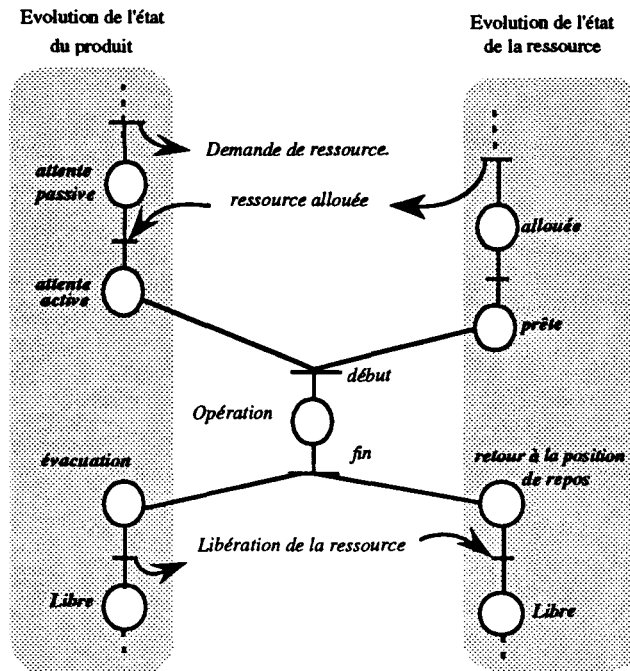 Evolution de l'état
du produit
Evolution de l'état
de la ressource
Demande de ressource.
attente
passive
ressource allouée
allouée
attente
active
prête
début
Opération
fin
évacuation
retour à la position
de repos
Libération de la ressource
Libre
Libre